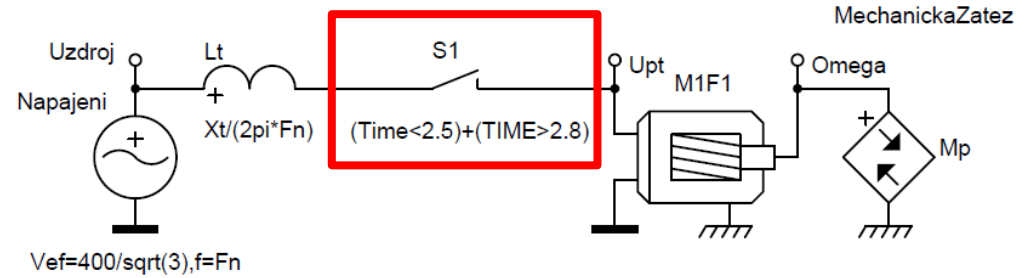 MechanickaZatez
Uzdroj
Lt
S1
Upt
M1F1
Omega
Napajeni
+
+
+
Xt/(2pi*Fn)
(Time<2.5)+(TIME>2.8)
Mp
Vef=400/sqrt(3),f=Fn